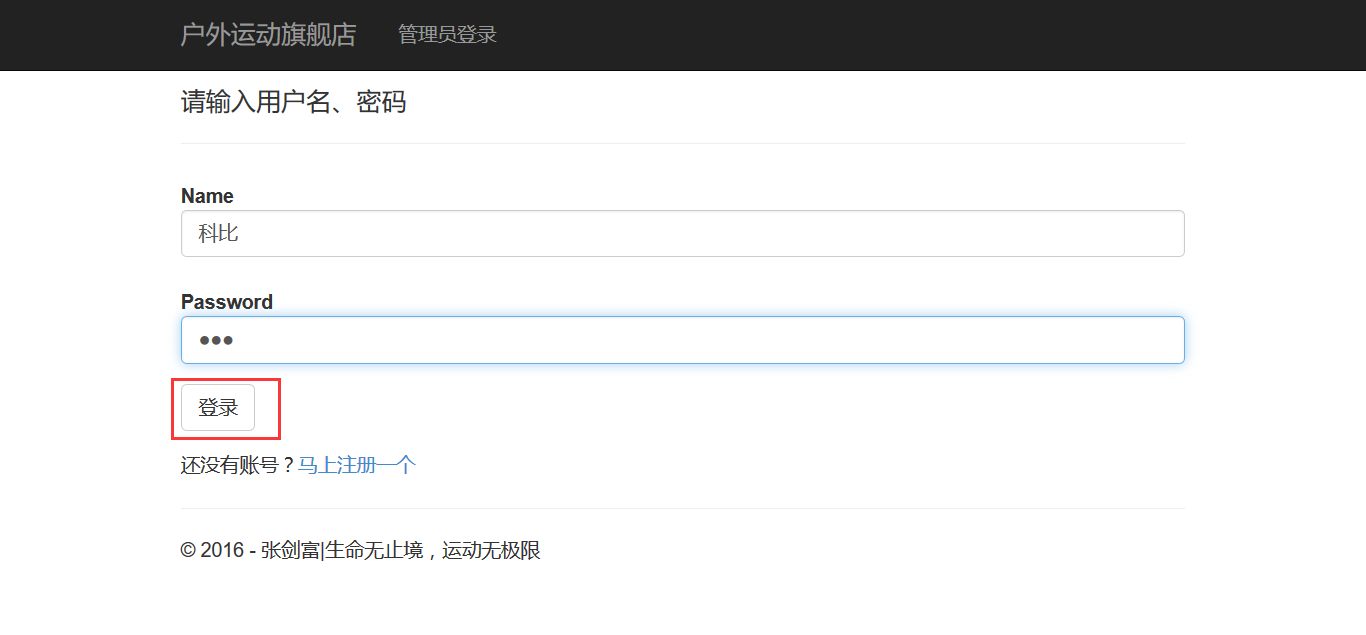 户外运动旗舰店 管理员登录
请输入用户名、密码
Name
科比
Password
●●●
登录
还没有账号？马上注册一个
© 2016 - 张剑富|生命无止境，运动无极限